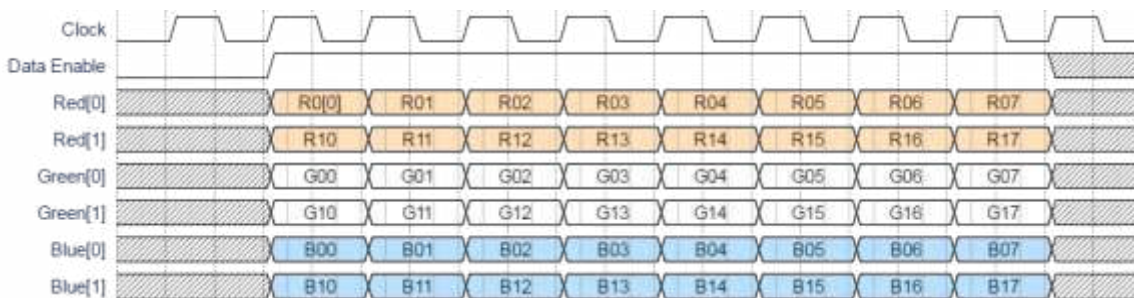 Clock
Data Enable
Red[0] R0[0] R01 R02 R03 R04 R05 R06 R07
Red[1] R10 R11 R12 R13 R14 R15 R16 R17
Green[0] G00 G01 G02 G03 G04 G05 G06 G07
Green[1] G10 G11 G12 G13 G14 G15 G16 G17
Blue[0] B00 B01 B02 B03 B04 B05 B06 B07
Blue[1] B10 B11 B12 B13 B14 B15 B16 B17